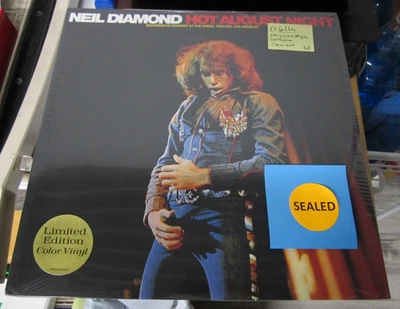 NEIL DIAMOND HOT AUGUST NIGHT
RECORDED IN CONCERT AT THE GREEK THEATRE, LOS ANGELES
SEALED
Limited
Edition
Color Vinyl